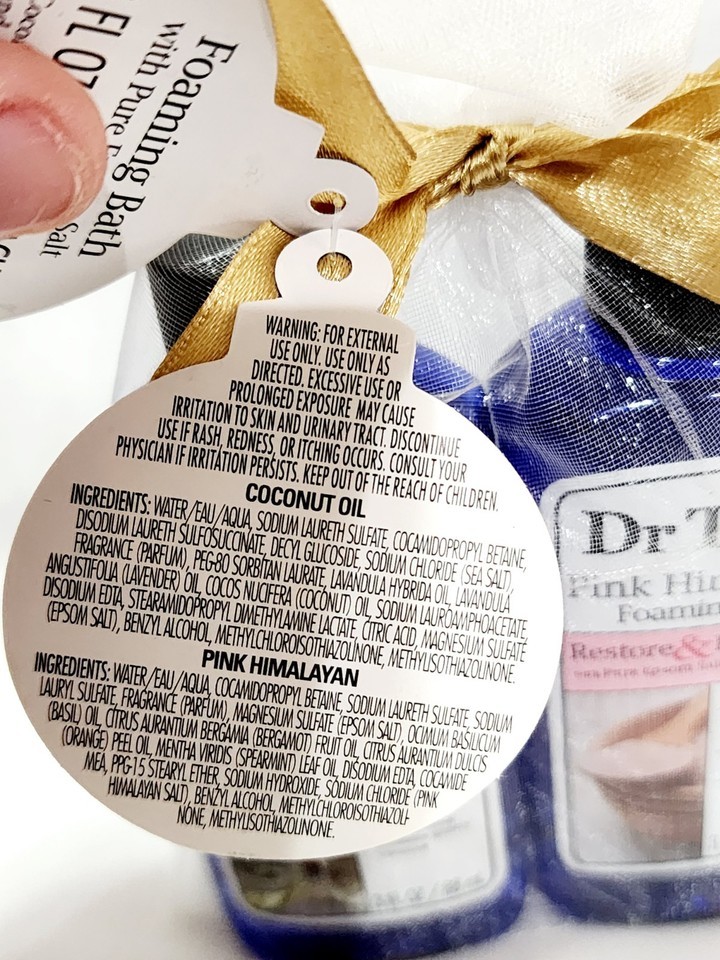 Foaming Bath
with Pure Epsom Salt
FL OZ
WARNING: FOR EXTERNAL
USE ONLY. USE ONLY AS
DIRECTED. EXCESSIVE USE OR
PROLONGED EXPOSURE MAY CAUSE
IRRITATION TO SKIN AND URINARY TRACT. DISCONTINUE
USE IF RASH, REDNESS, OR ITCHING OCCURS. CONSULT YOUR
PHYSICIAN IF IRRITATION PERSISTS. KEEP OUT OF THE REACH OF CHILDREN.
COCONUT OIL
INGREDIENTS: WATER/EAU/AQUA, SODIUM LAURETH SULFATE, COCAMIDOPROPYL BETAINE,
DISODIUM LAURETH SULFOSUCCINATE, DECYL GLUCOSIDE, SODIUM CHLORIDE (SEA SALT),
FRAGRANCE (PARFUM), PEG-80 SORBITAN LAURATE, LAVANDULA HYBRIDA OIL, LAVANDULA
ANGUSTIFOLIA (LAVENDER) OIL, COCOS NUCIFERA (COCONUT) OIL, SODIUM LAUROAMPHOACETATE,
DISODIUM EDTA, STEARAMIDOPROPYL DIMETHYLAMINE LACTATE, CITRIC ACID, MAGNESIUM SULFATE
(EPSOM SALT), BENZYL ALCOHOL, METHYLCHLOROISOTHIAZOLINONE, METHYLISOTHIAZOLINONE.
PINK HIMALAYAN
INGREDIENTS: WATER/EAU/AQUA, COCAMIDOPROPYL BETAINE, SODIUM LAURETH SULFATE, SODIUM
LAURYL SULFATE, FRAGRANCE (PARFUM), MAGNESIUM SULFATE (EPSOM SALT), OCIMUM BASILICUM
(BASIL) OIL, CITRUS AURANTIUM BERGAMIA (BERGAMOT) FRUIT OIL, CITRUS AURANTIUM DULCIS
(ORANGE) PEEL OIL, MENTHA VIRIDIS (SPEARMINT) LEAF OIL, DISODIUM EDTA, COCAMIDE
MEA, PPG-15 STEARYL ETHER, SODIUM HYDROXIDE, SODIUM CHLORIDE (PINK
HIMALAYAN SALT), BENZYL ALCOHOL, METHYLCHLOROISOTHIAZOLI-
NONE, METHYLISOTHIAZOLINONE.
Dr T
Pink Him
Foamin
Restore &